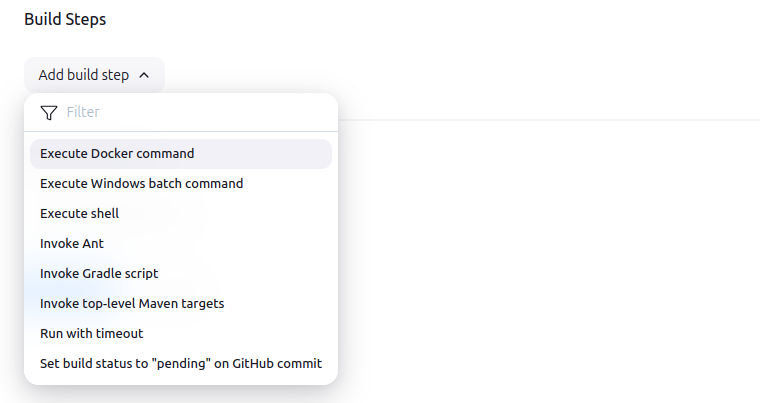 Build Steps
Add build step
Filter
Execute Docker command
Execute Windows batch command
Execute shell
Invoke Ant
Invoke Gradle script
Invoke top-level Maven targets
Run with timeout
Set build status to "pending" on GitHub commit